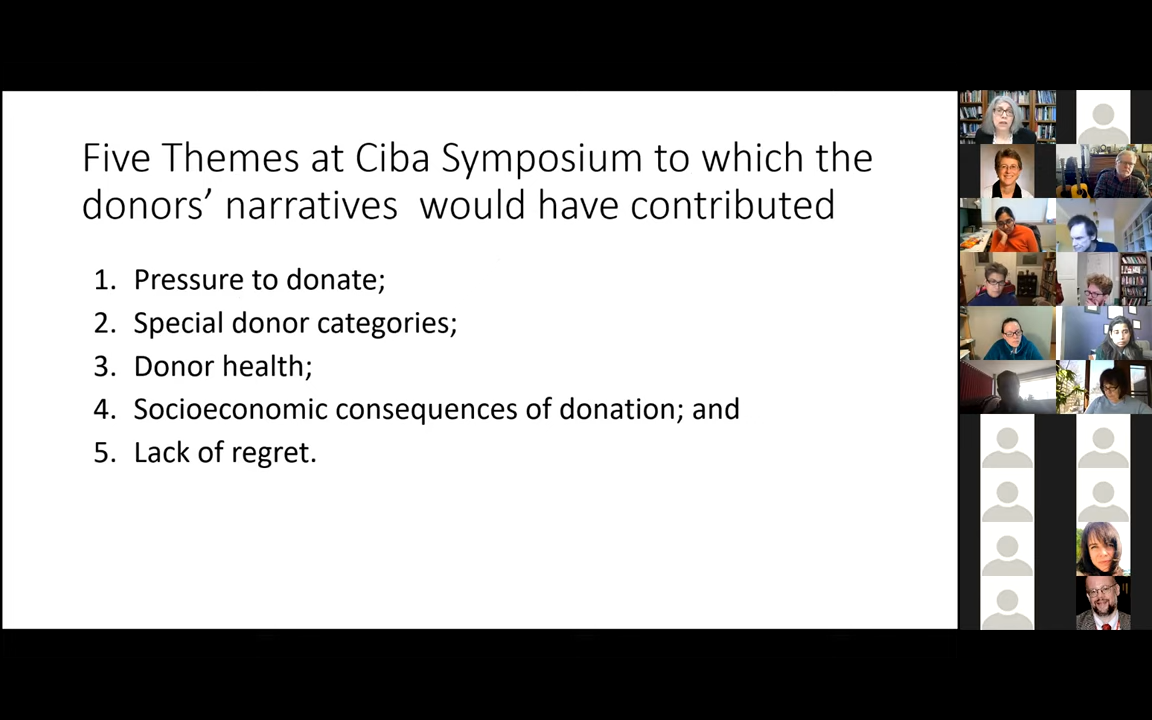 Five Themes at Ciba Symposium to which the
donors’ narratives  would have contributed
1. Pressure to donate;
2. Special donor categories;
3. Donor health;
4. Socioeconomic consequences of donation; and
5. Lack of regret.